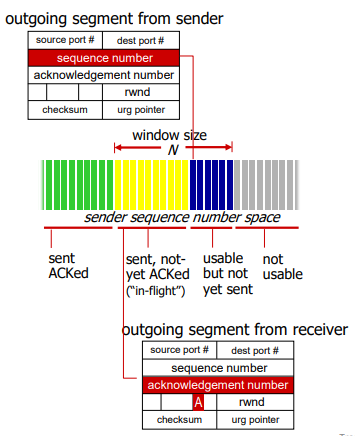 outgoing segment from sender
source port # dest port #
sequence number
acknowledgement number
rwnd
checksum urg pointer
window size
N
sender sequence number space
sent
ACKed
sent, not-
yet ACKed
("in-flight")
usable
but not
yet sent
not
usable
outgoing segment from receiver
source port # dest port #
sequence number
acknowledgement number
A rwnd
checksum urg pointer